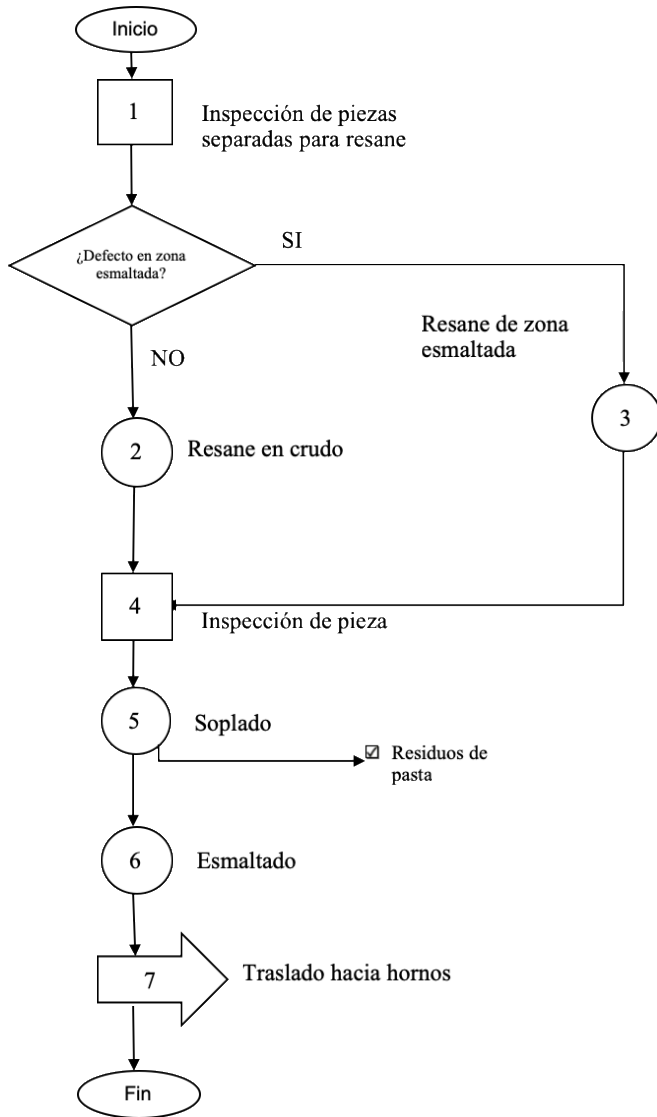 Inicio
1
Inspección de piezas
separadas para resane
¿Defecto en zona
esmaltada?
SI
NO
Resane de zona
esmaltada
3
2
Resane en crudo
4
Inspección de pieza
5
Soplado
☑ Residuos de
pasta
6
Esmaltado
7
Traslado hacia hornos
Fin